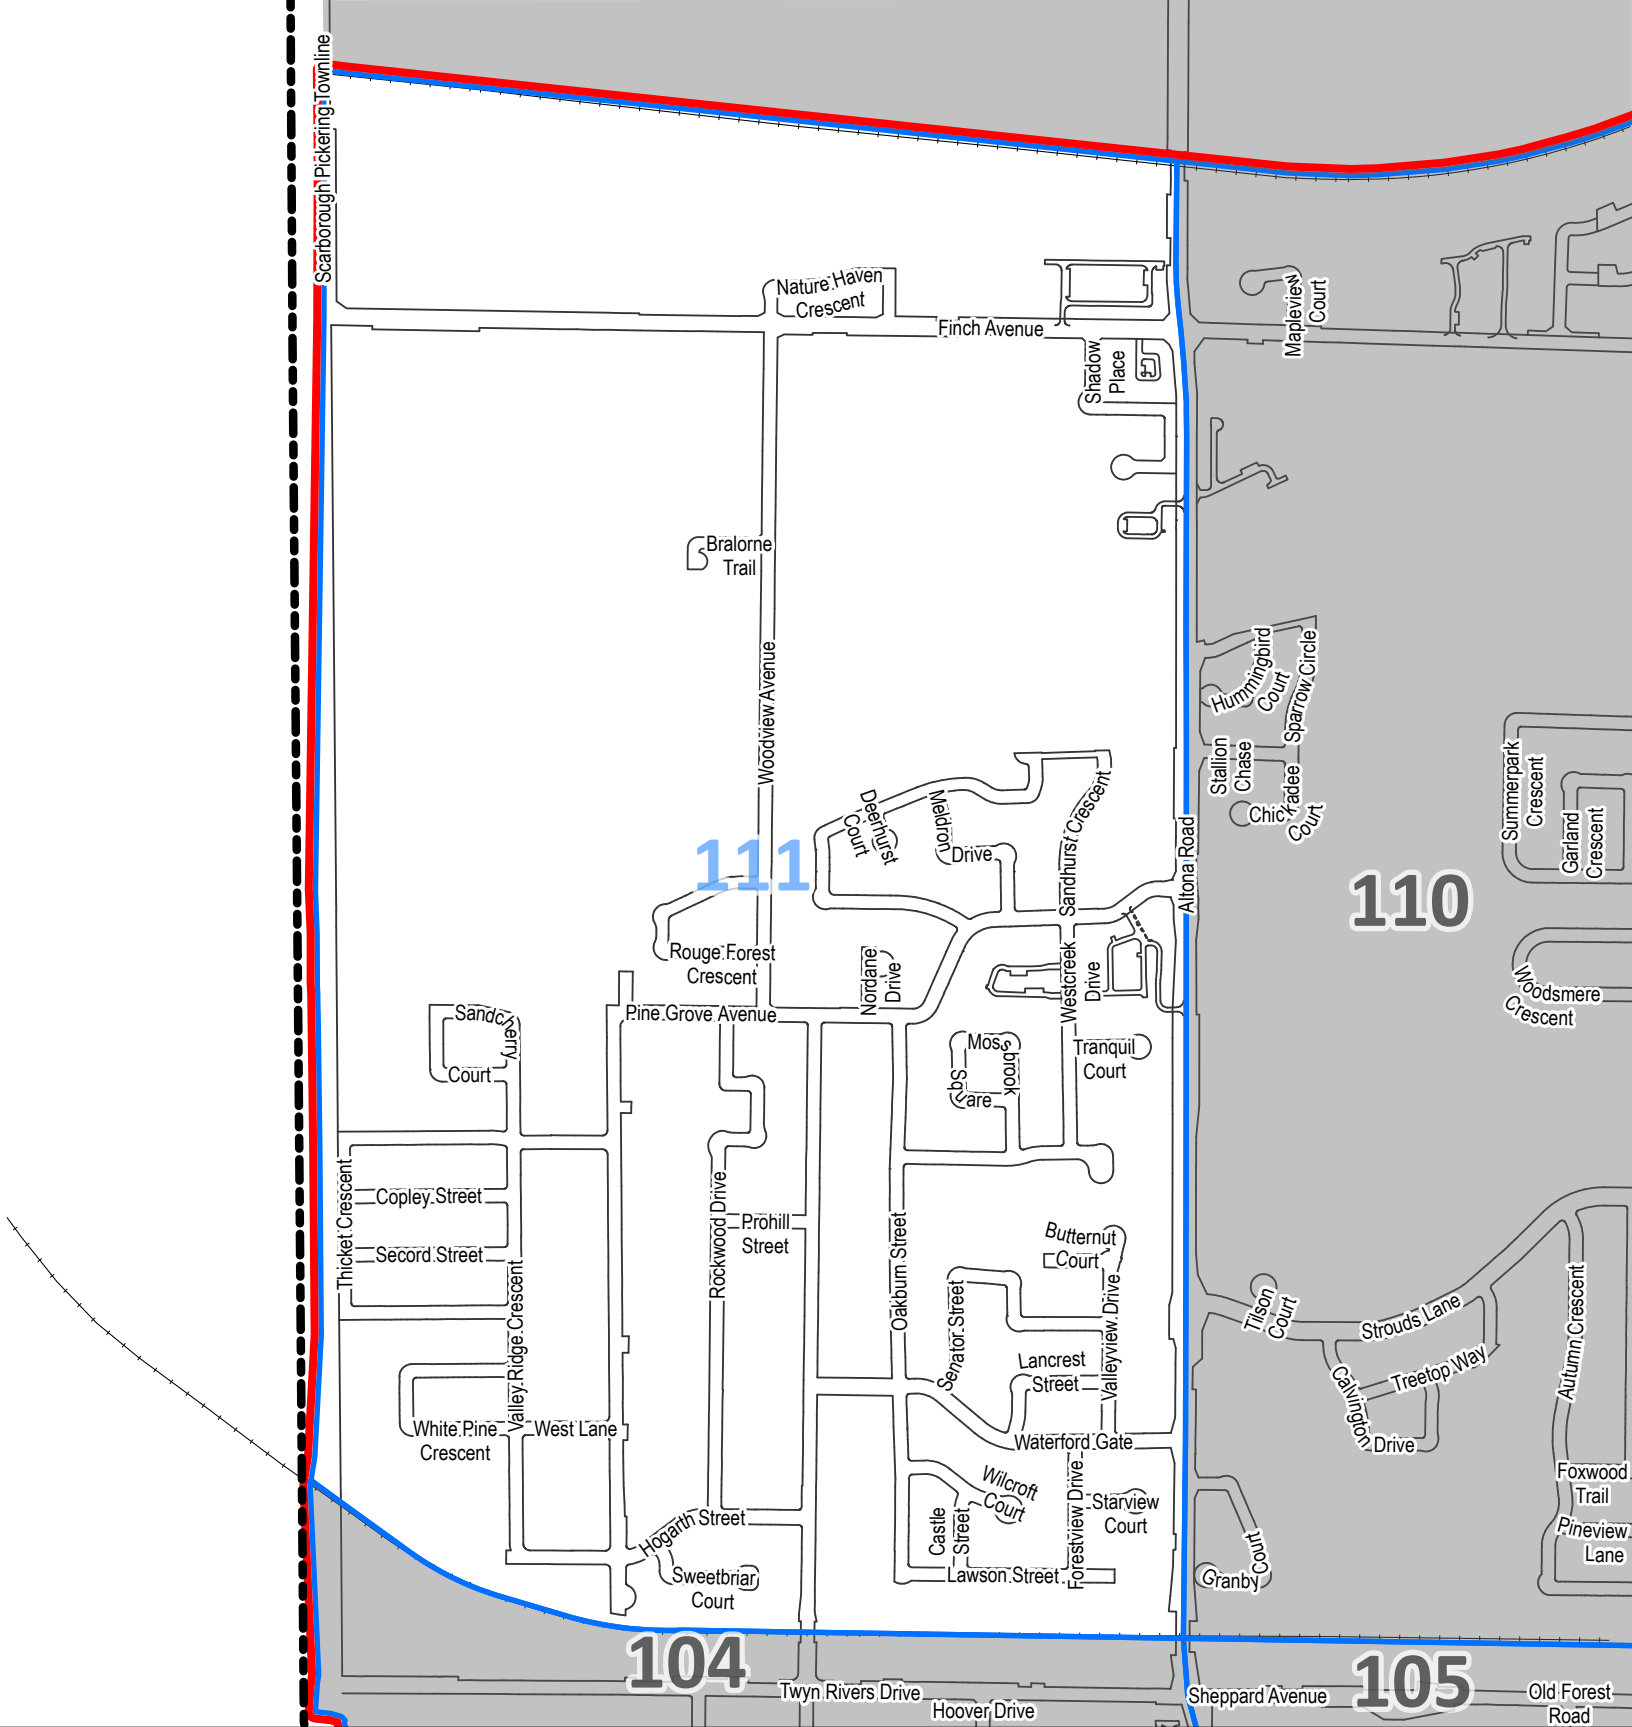 Scarborough Pickering Townline
Nature Haven
Crescent
Finch Avenue
Mapleview
Court
Shadow
Place
Bralorne
Trail
Woodview Avenue
Hummingbird
Court
Sparrow Circle
Stallion
Chase
Chickadee
Court
Summerpark
Crescent
Garland
Crescent
Deerhurst
Court
Meldron
Drive
Sandhurst Crescent
Altona Road
111
110
Rouge Forest
Crescent
Nordane
Drive
Westcreek
Drive
Woodsmere
Crescent
Pine Grove Avenue
Sandcherry
Court
Mossbrook
Square
Tranquil
Court
Thicket Crescent
Copley Street
Second Street
Rockwood Drive
Prohill
Street
Oakburn Street
Butternut
Court
Valley Ridge Crescent
Senator Street
Valleyview Drive
Lancrest
Street
Tilson
Court
Strouds Lane
Treetop Way
Calvington
Drive
Autumn Crescent
White Pine
Crescent
West Lane
Waterford Gate
Wilcroft
Court
Forestview Drive
Starview
Court
Castle
Street
Foxwood
Trail
Pineview
Lane
Hogarth Street
Sweetbriar
Court
Lawson Street
Granby Court
104
105
Twyn Rivers Drive
Hoover Drive
Sheppard Avenue
Old Forest
Road